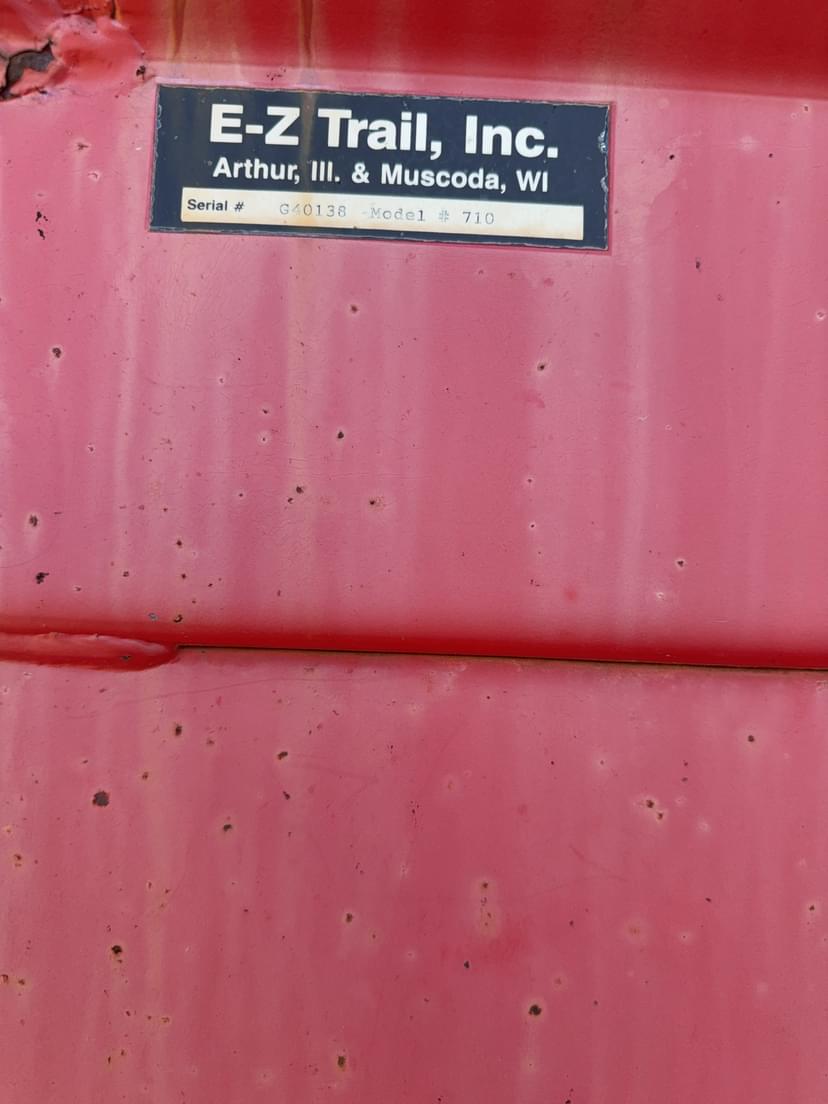 E-Z Trail, Inc.
Arthur, Ill. & Muscoda, WI
Serial # G40138 Model # 710